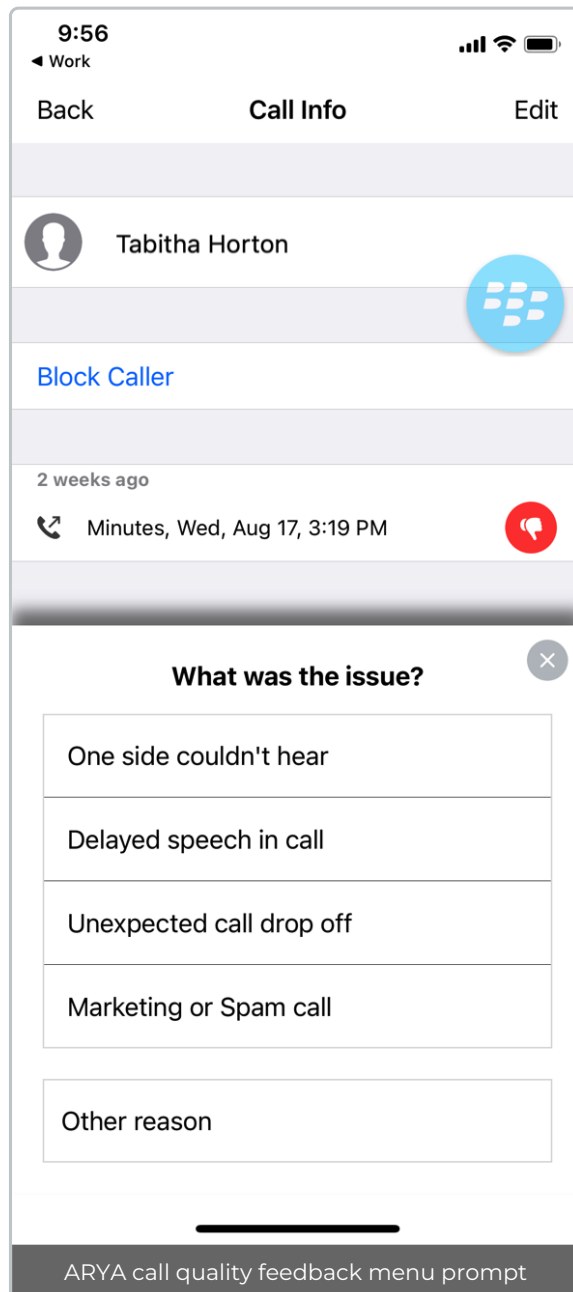 9:56
◀ Work
Back Call Info Edit
Tabitha Horton
Block Caller
2 weeks ago
Minutes, Wed, Aug 17, 3:19 PM
What was the issue?
One side couldn't hear
Delayed speech in call
Unexpected call drop off
Marketing or Spam call
Other reason
ARYA call quality feedback menu prompt